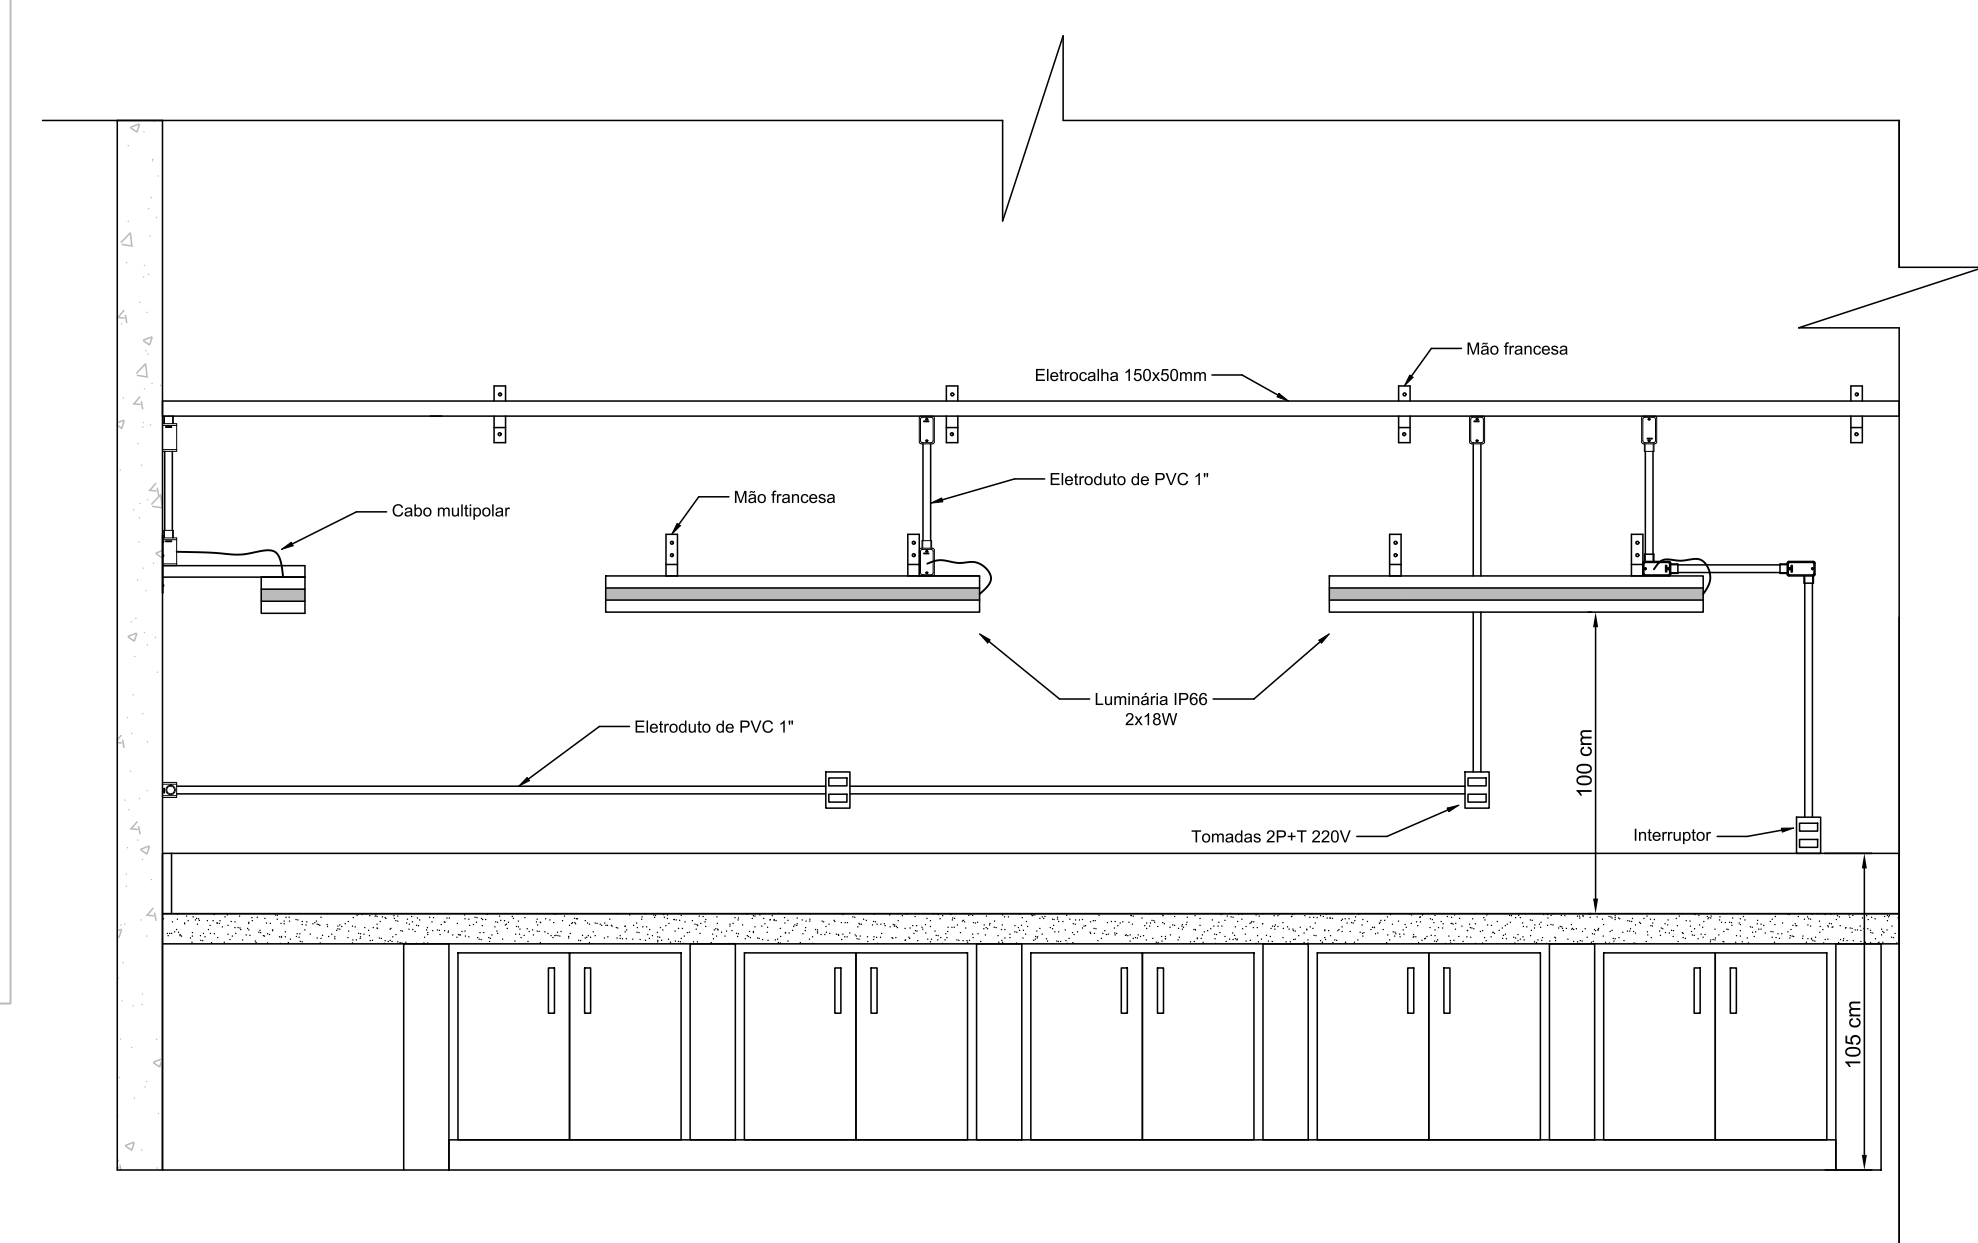 Mão francesa
Eletrocalha 150x50mm
Eletroduto de PVC 1"
Mão francesa
Cabo multipolar
Luminária IP66
2x18W
Eletroduto de PVC 1"
100 cm
Tomadas 2P+T 220V
Interruptor
105 cm